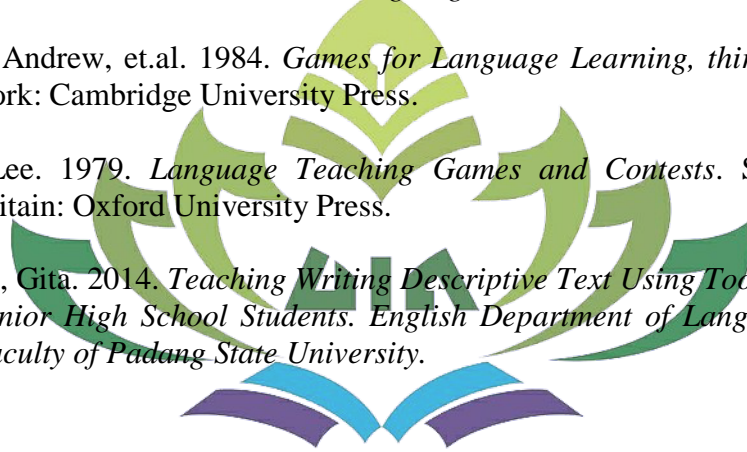 Andrew, et.al. 1984. Games for Language Learning, thir
ork: Cambridge University Press.
Lee. 1979. Language Teaching Games and Contests. S
itain: Oxford University Press.
, Gita. 2014. Teaching Writing Descriptive Text Using Too
nior High School Students. English Department of Lang
aculty of Padang State University.